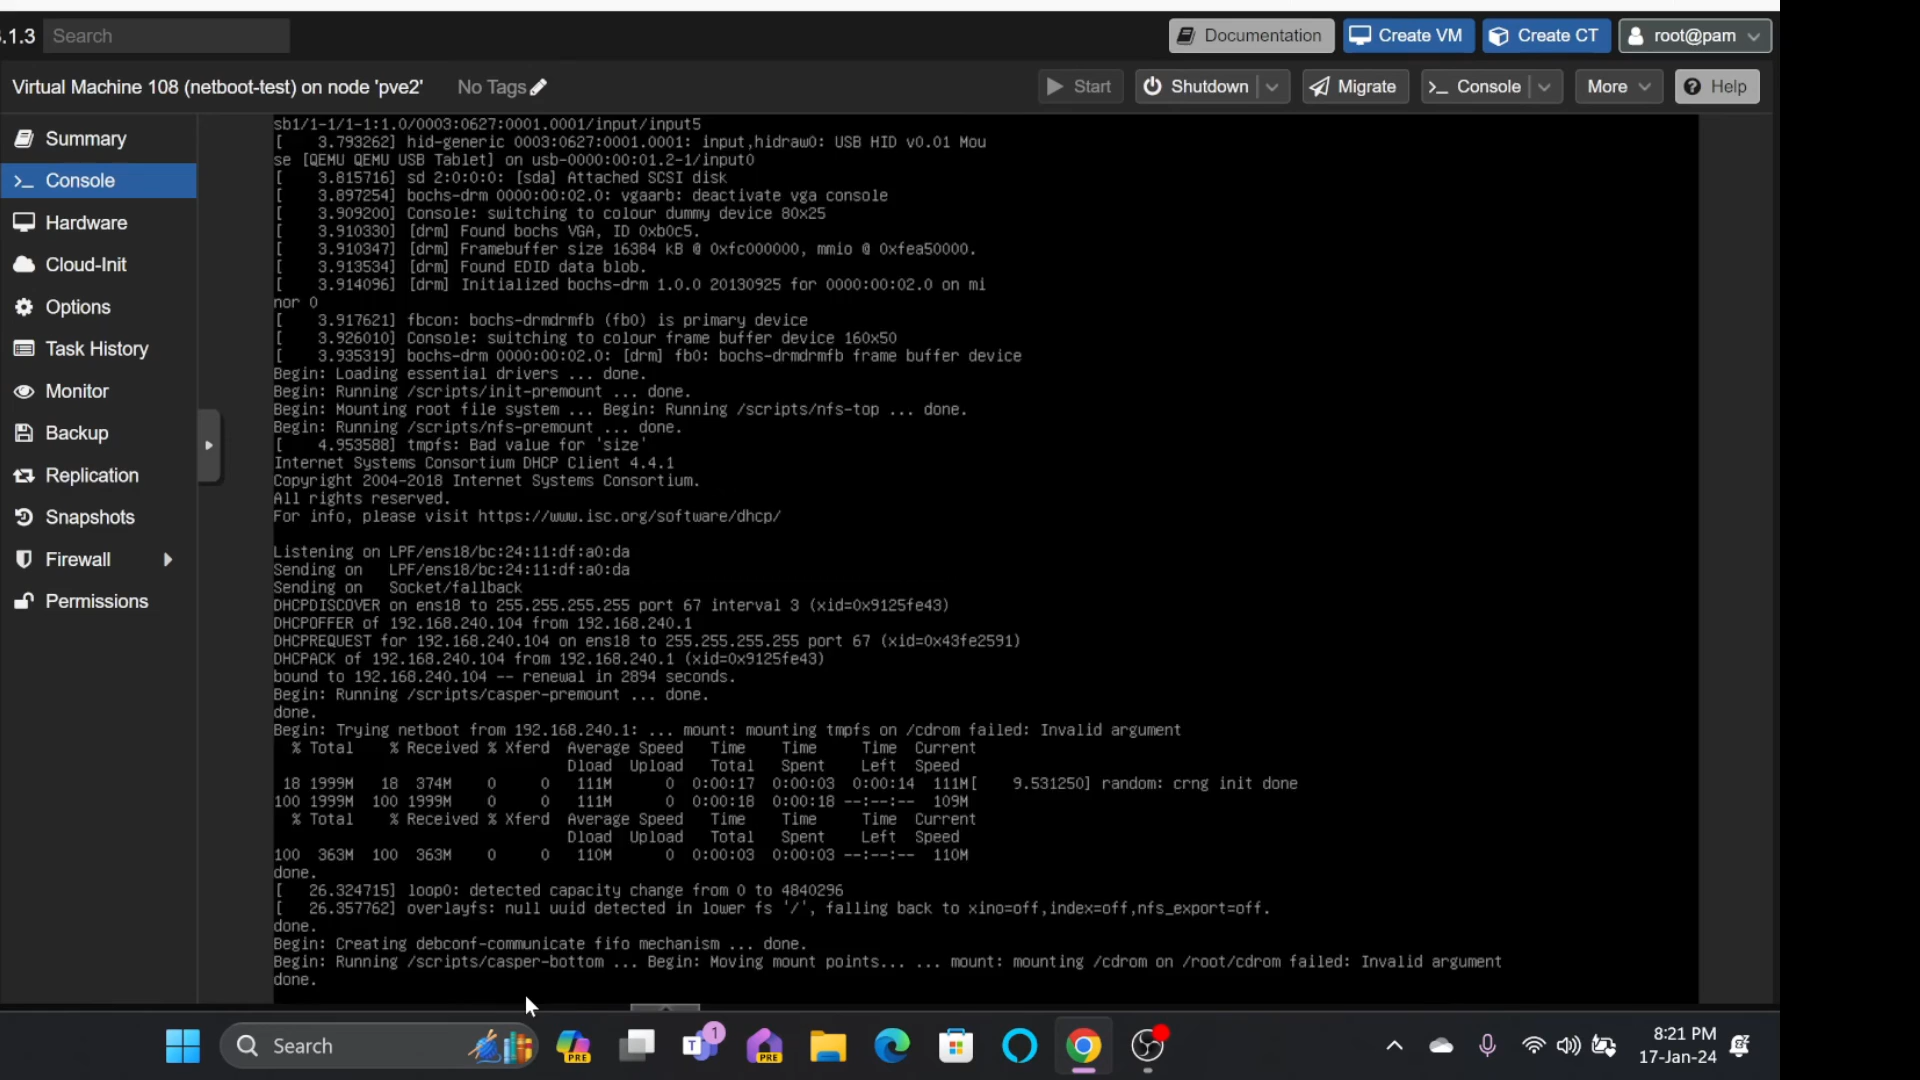 .1.3 Search Documentation Create VM Create CT root@pam
Virtual Machine 108 (netboot-test) on node 'pve2' No Tags Start Shutdown Migrate >_ Console More Help
Summary
>_ Console
Hardware
Cloud-Init
Options
Task History
Monitor
Backup
Replication
Snapshots
Firewall
Permissions
sb1/1-1/1-1:1.0/0003:0627:0001.0001/input/input5
[    3.793262] hid-generic 0003:0627:0001.0001: input,hidraw0: USB HID v0.01 Mou
se [QEMU QEMU USB Tablet] on usb-0000:00:01.2-1/input0
[    3.815716] sd 2:0:0:0: [sda] Attached SCSI disk
[    3.897254] bochs-drm 0000:00:02.0: vgaarb: deactivate vga console
[    3.909200] Console: switching to colour dummy device 80x25
[    3.910330] [drm] Found bochs VGA, ID 0xb0c5.
[    3.910347] [drm] Framebuffer size 16384 kB @ 0xfc000000, mmio @ 0xfea50000.
[    3.913534] [drm] Found EDID data blob.
[    3.914096] [drm] Initialized bochs-drm 1.0.0 20130925 for 0000:00:02.0 on mi
nor 0
[    3.917621] fbcon: bochs-drmdrmfb (fb0) is primary device
[    3.926010] Console: switching to colour frame buffer device 160x50
[    3.935319] bochs-drm 0000:00:02.0: [drm] fb0: bochs-drmdrmfb frame buffer device
Begin: Loading essential drivers ... done.
Begin: Running /scripts/init-premount ... done.
Begin: Mounting root file system ... Begin: Running /scripts/nfs-top ... done.
Begin: Running /scripts/nfs-premount ... done.
[    4.953588] tmpfs: Bad value for 'size'
Internet Systems Consortium DHCP Client 4.4.1
Copyright 2004-2018 Internet Systems Consortium.
All rights reserved.
For info, please visit https://www.isc.org/software/dhcp/
Listening on LPF/ens18/bc:24:11:df:a0:da
Sending on   LPF/ens18/bc:24:11:df:a0:da
Sending on   Socket/fallback
DHCPDISCOVER on ens18 to 255.255.255.255 port 67 interval 3 (xid=0x9125fe43)
DHCPOFFER of 192.168.240.104 from 192.168.240.1
DHCPREQUEST for 192.168.240.104 on ens18 to 255.255.255.255 port 67 (xid=0x43fe2591)
DHCPACK of 192.168.240.104 from 192.168.240.1 (xid=0x9125fe43)
bound to 192.168.240.104 -- renewal in 2894 seconds.
Begin: Running /scripts/casper-premount ... done.
done.
Begin: Trying netboot from 192.168.240.1: ... mount: mounting tmpfs on /cdrom failed: Invalid argument
% Total    % Received % Xferd  Average Speed   Time    Time     Time  Current
Dload  Upload   Total   Spent    Left  Speed
18 1999M   18  374M    0     0   111M      0  0:00:17  0:00:03  0:00:14  111M[    9.531250] random: crng init done
100 1999M  100 1999M    0     0   111M      0  0:00:18  0:00:18 --:--:--  109M
% Total    % Received % Xferd  Average Speed   Time    Time     Time  Current
Dload  Upload   Total   Spent    Left  Speed
100  363M  100  363M    0     0   110M      0  0:00:03  0:00:03 --:--:--  110M
done.
[   26.324715] loop0: detected capacity change from 0 to 4840296
[   26.357762] overlayfs: null uuid detected in lower fs '/', falling back to xino=off,index=off,nfs_export=off.
done.
Begin: Creating debconf-communicate fifo mechanism ... done.
Begin: Running /scripts/casper-bottom ... Begin: Moving mount points... ... mount: mounting /cdrom on /root/cdrom failed: Invalid argument
done.
Search PRE T 1 PRE 8:21 PM
17-Jan-24